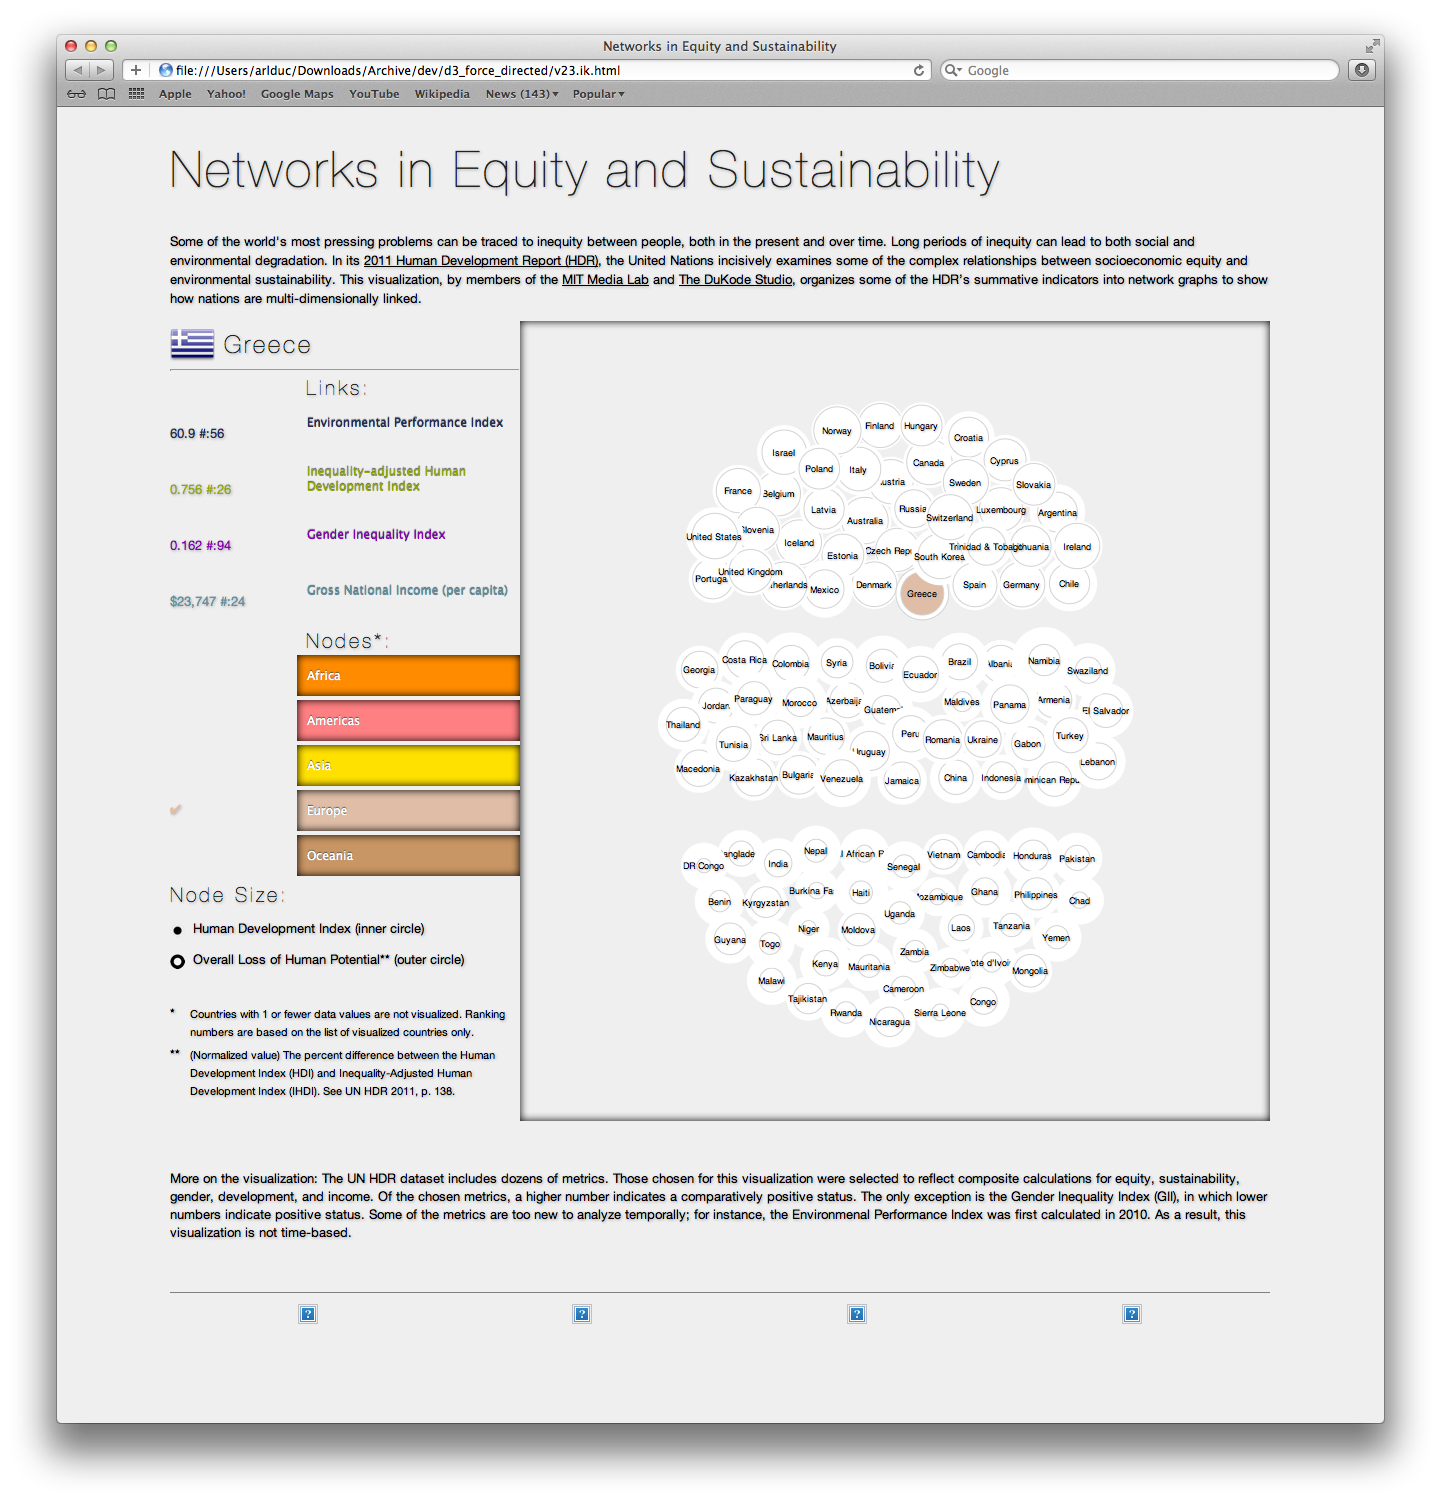 Networks in Equity and Sustainability
file:///Users/arlduc/Downloads/Archive/dev/d3_force_directed/v23.ik.html
Google
Apple Yahoo! Google Maps YouTube Wikipedia News (143) Popular
Networks in Equity and Sustainability
Some of the world's most pressing problems can be traced to inequity between people, both in the present and over time. Long periods of inequity can lead to both social and
environmental degradation. In its 2011 Human Development Report (HDR), the United Nations incisively examines some of the complex relationships between socioeconomic equity and
environmental sustainability. This visualization, by members of the MIT Media Lab and The DuKode Studio, organizes some of the HDR's summative indicators into network graphs to show
how nations are multi-dimensionally linked.
Greece
Links:
60.9 #:56
Environmental Performance Index
0.756 #:26
Inequality-adjusted Human
Development Index
0.162 #:94
Gender Inequality Index
$23,747 #:24
Gross National Income (per capita)
Nodes*:
Africa
Americas
Asia
✔
Europe
Oceania
Node Size:
Human Development Index (inner circle)
Overall Loss of Human Potential** (outer circle)
* Countries with 1 or fewer data values are not visualized. Ranking
numbers are based on the list of visualized countries only.
** (Normalized value) The percent difference between the Human
Development Index (HDI) and Inequality-Adjusted Human
Development Index (IHDI). See UN HDR 2011, p. 138.
Norway Finland Hungary
Croatia
Israel
Poland Italy Canada Cyprus
ustria Sweden Slovakia
France Belgium
Latvia Australia Russia Switzerland Luxembourg Argentina
United States Slovenia
Iceland Estonia Czech Rep South Korea Trinidad & Tobag thuania Ireland
Portuga United Kingdom therlands Mexico Denmark Greece Spain Germany Chile
Georgia Costa Rica Colombia Syria Bolivi Ecuador Brazil Albani Namibia Swaziland
Jordan Paraguay Morocco Azerbaija Guatem Maldives Panama Armenia El Salvador
Thailand Tunisia Sri Lanka Mauritius Uruguay Peru Romania Ukraine Gabon Turkey
Macedonia Kazakhstan Bulgaria Venezuela Jamaica China Indonesia minican Repu Lebanon
DR Congo anglade India Nepal l African R Senegal Vietnam Cambodia Honduras Pakistan
Benin Kyrgyzstan Burkina Fa Haiti Uganda ozambique Ghana Philippines Chad
Guyana Togo Niger Moldova Zambia Laos Tanzania Yemen
Malawi Kenya Mauritania Cameroon Zimbabwe ote d'Ivoi Mongolia
Tajikistan Rwanda Nicaragua Sierra Leone Congo
More on the visualization: The UN HDR dataset includes dozens of metrics. Those chosen for this visualization were selected to reflect composite calculations for equity, sustainability,
gender, development, and income. Of the chosen metrics, a higher number indicates a comparatively positive status. The only exception is the Gender Inequality Index (GII), in which lower
numbers indicate positive status. Some of the metrics are too new to analyze temporally; for instance, the Environmenal Performance Index was first calculated in 2010. As a result, this
visualization is not time-based.
? ? ? ?